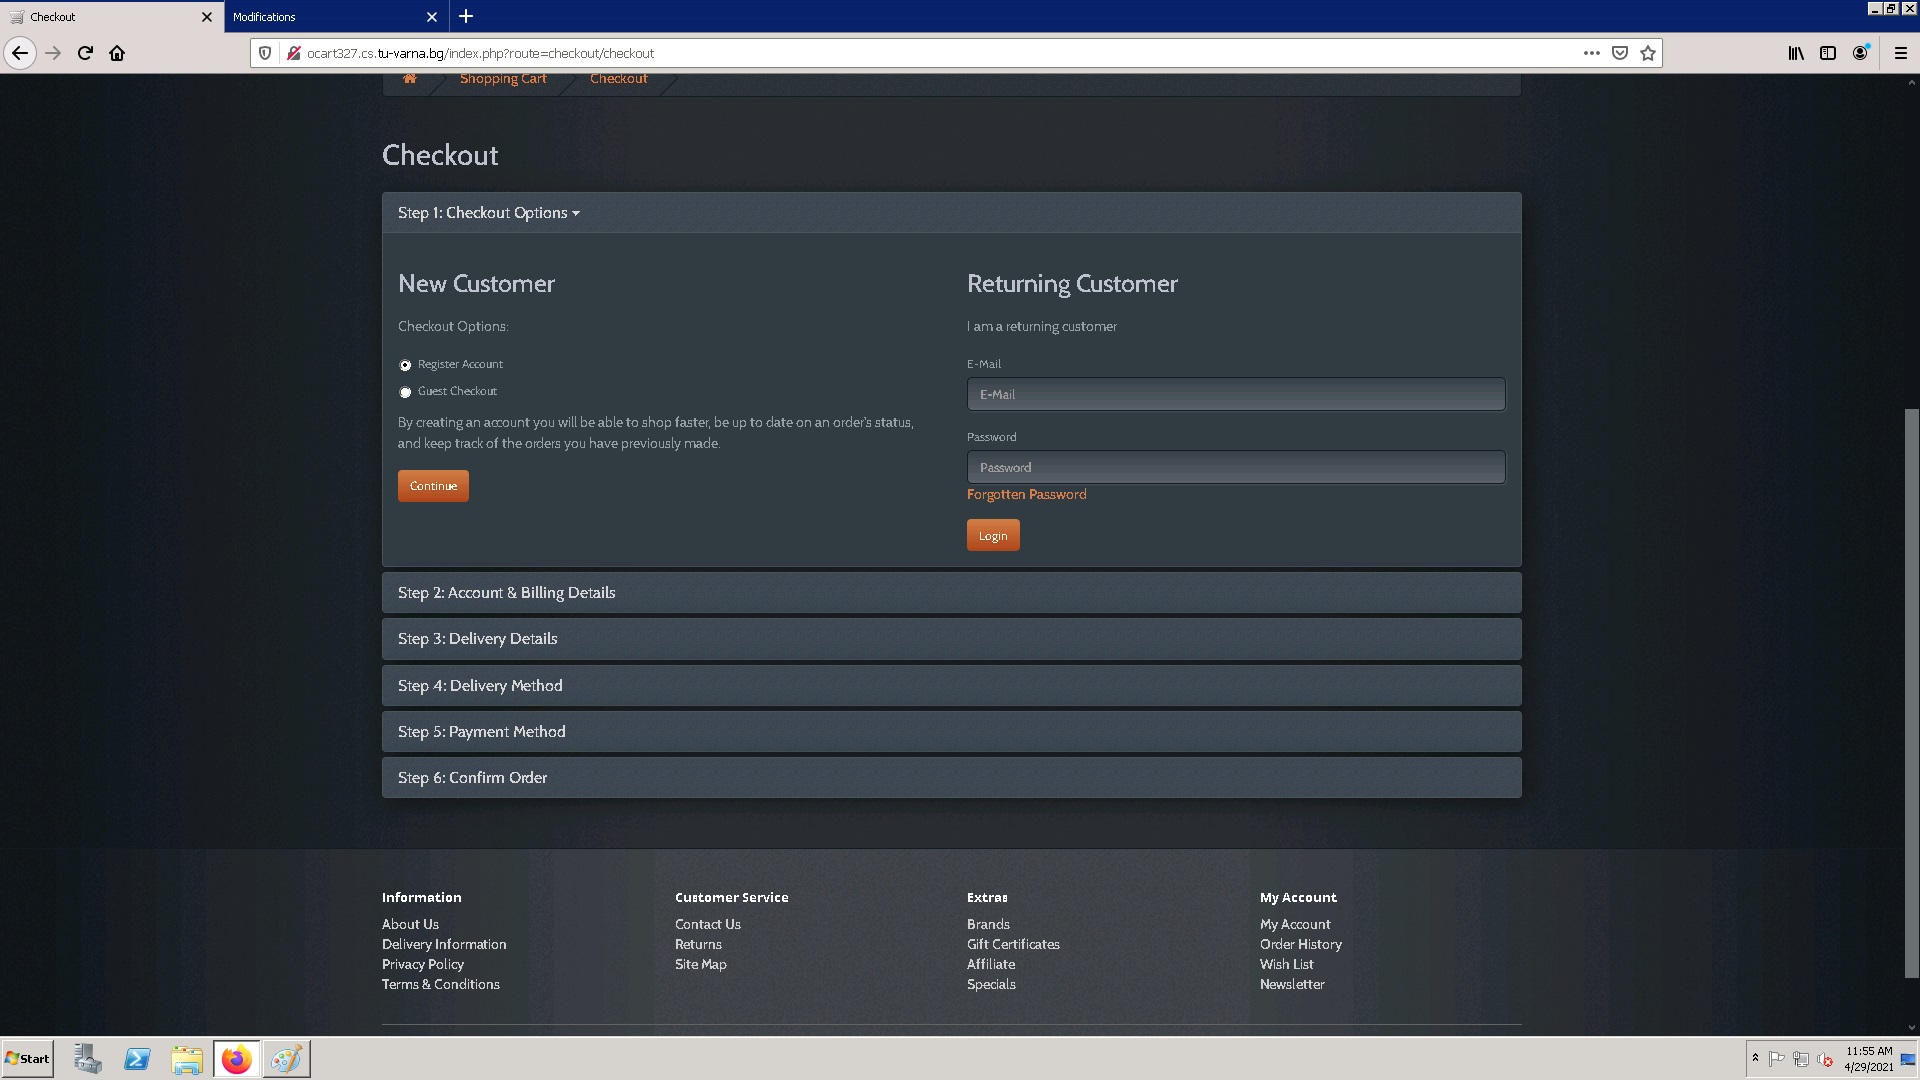 Checkout
Modifications
ocart327.cs.tu-varna.bg/index.php?route=checkout/checkout
Shopping Cart
Checkout
Checkout
Step 1: Checkout Options
New Customer
Checkout Options:
Register Account
Guest Checkout
By creating an account you will be able to shop faster, be up to date on an order's status,
and keep track of the orders you have previously made.
Continue
Returning Customer
I am a returning customer
E-Mail
E-Mail
Password
Password
Forgotten Password
Login
Step 2: Account & Billing Details
Step 3: Delivery Details
Step 4: Delivery Method
Step 5: Payment Method
Step 6: Confirm Order
Information
About Us
Delivery Information
Privacy Policy
Terms & Conditions
Customer Service
Contact Us
Returns
Site Map
Extras
Brands
Gift Certificates
Affiliate
Specials
My Account
My Account
Order History
Wish List
Newsletter
Start
11:55 AM
4/29/2021